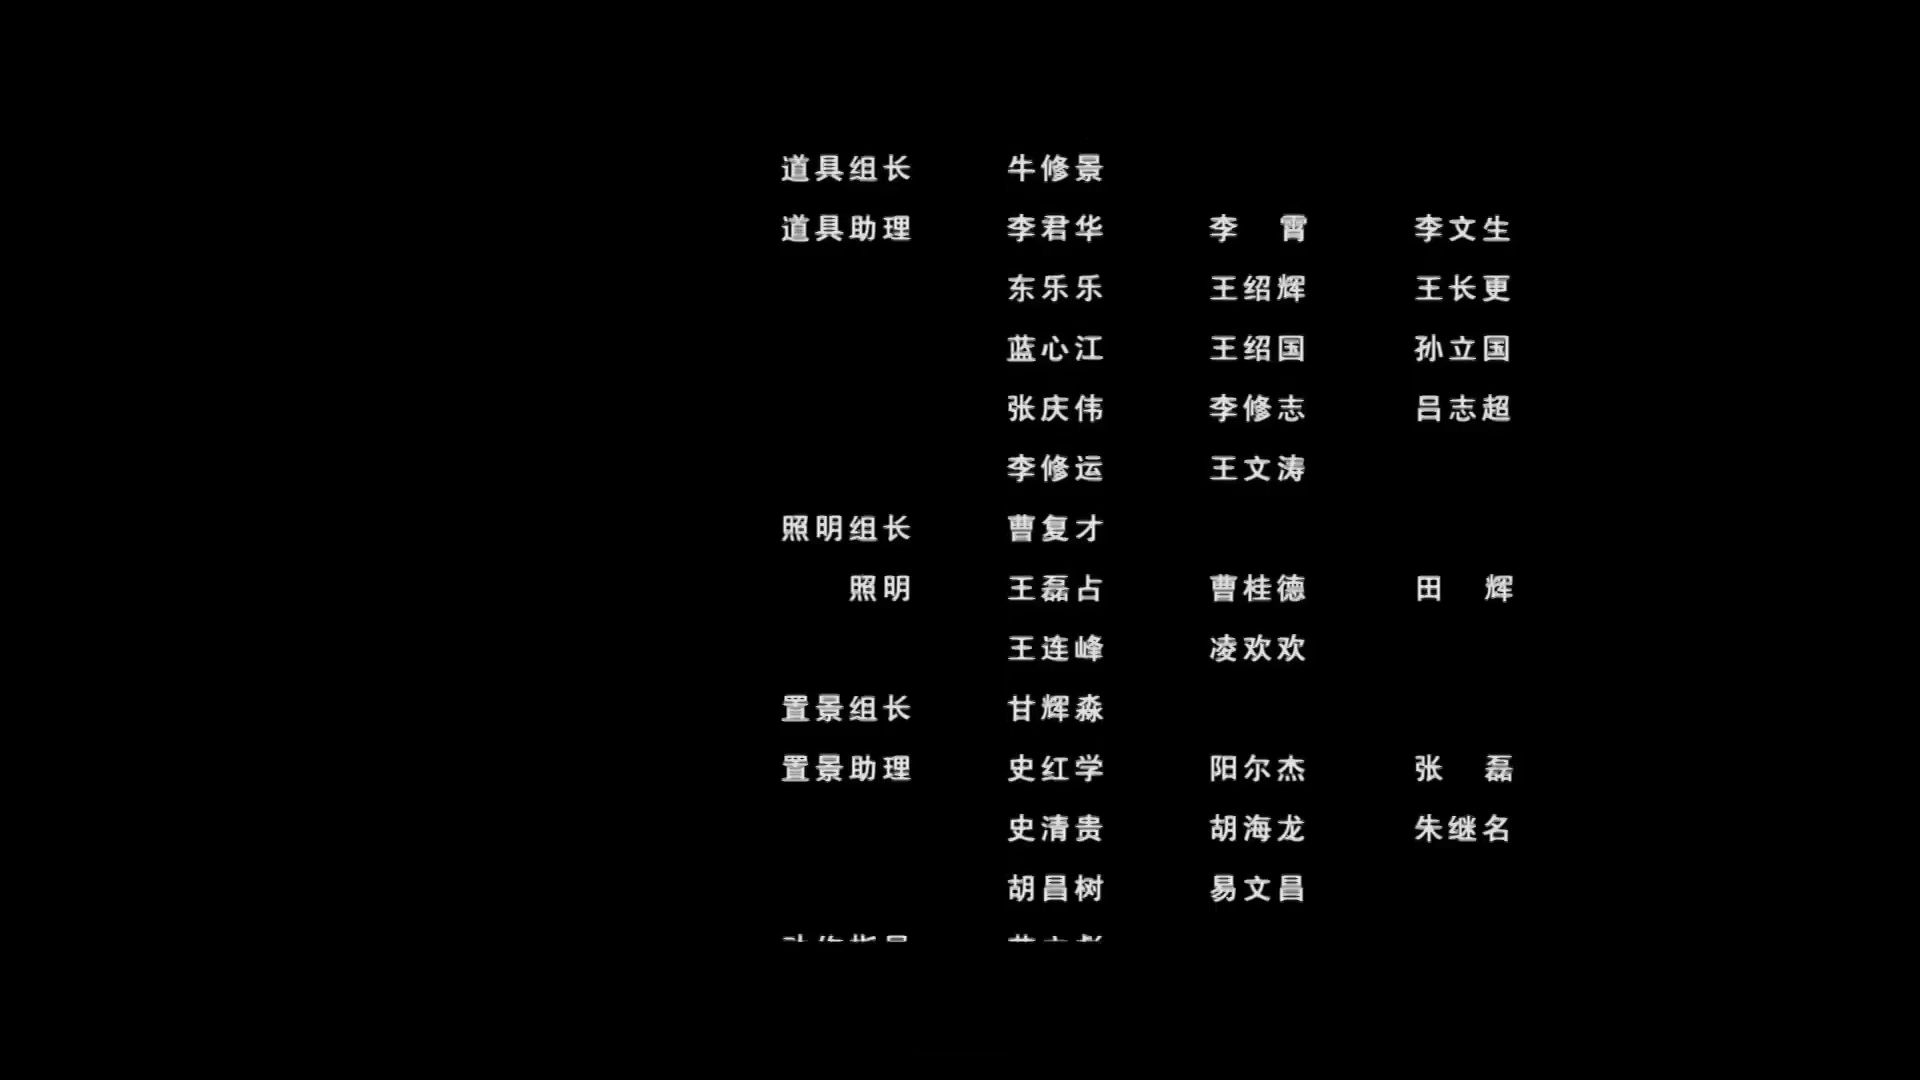 道具组长 牛修景
道具助理 李君华 李 霄 李文生
东乐乐 王绍辉 王长更
蓝心江 王绍国 孙立国
张庆伟 李修志 吕志超
李修运 王文涛
照明组长 曹复才
照明 王磊占 曹桂德 田 辉
王连峰 凌欢欢
置景组长 甘辉淼
置景助理 史红学 阳尔杰 张 磊
史清贵 胡海龙 朱继名
胡昌树 易文昌